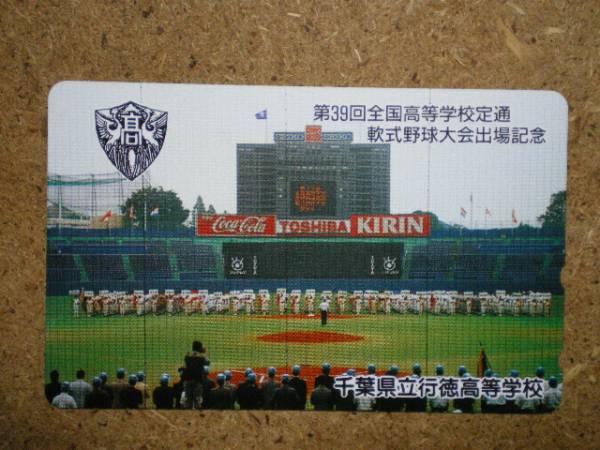 第39回全国高等学校定通
軟式野球大会出場記念
高
Coca-Cola
TOSHIBA
KIRIN
千葉県立行徳高等学校